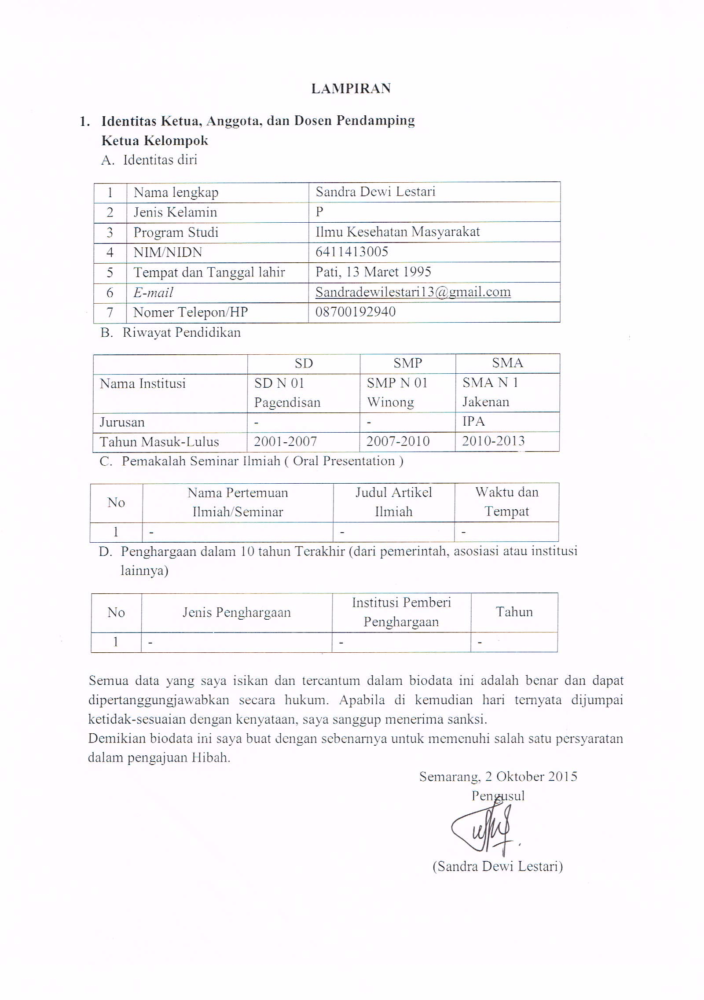 LAMPIRAN
1. Identitas Ketua, Anggota, dan Dosen Pendamping
Ketua Kelompok
A. Identitas diri
1 Nama lengkap Sandra Dewi Lestari
2 Jenis Kelamin P
3 Program Studi Ilmu Kesehatan Masyarakat
4 NIM/NIDN 6411413005
5 Tempat dan Tanggal lahir Pati, 13 Maret 1995
6 E-mail Sandradewilestari13@gmail.com
7 Nomer Telepon/HP 08700192940
B. Riwayat Pendidikan
SD SMP SMA
Nama Institusi SD N 01 SMP N 01 SMA N 1
Pagendisan Winong Jakenan
Jurusan - - IPA
Tahun Masuk-Lulus 2001-2007 2007-2010 2010-2013
C. Pemakalah Seminar Ilmiah ( Oral Presentation )
No Nama Pertemuan Judul Artikel Waktu dan
Ilmiah/Seminar Ilmiah Tempat
1 - - -
D. Penghargaan dalam 10 tahun Terakhir (dari pemerintah, asosiasi atau institusi
lainnya)
No Jenis Penghargaan Institusi Pemberi Tahun
Penghargaan
1 - - -
Semua data yang saya isikan dan tercantum dalam biodata ini adalah benar dan dapat
dipertanggungjawabkan secara hukum. Apabila di kemudian hari ternyata dijumpai
ketidak-sesuaian dengan kenyataan, saya sanggup menerima sanksi.
Demikian biodata ini saya buat dengan sebenarnya untuk memenuhi salah satu persyaratan
dalam pengajuan Hibah.
Semarang, 2 Oktober 2015
Pengusul
(Sandra Dewi Lestari)